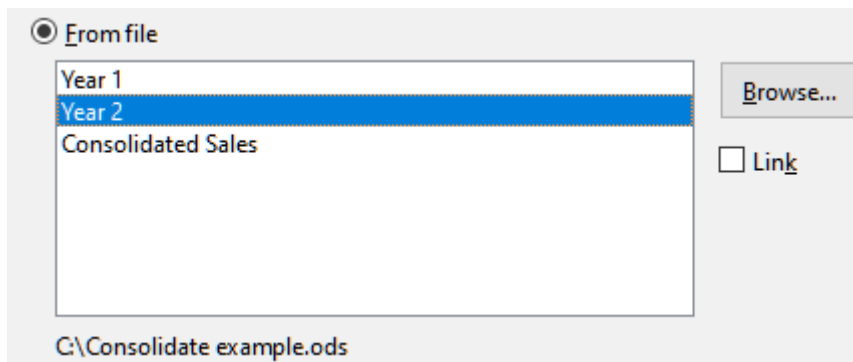 From file
Year 1
Year 2
Consolidated Sales
Browse...
Link
C:\Consolidate example.ods